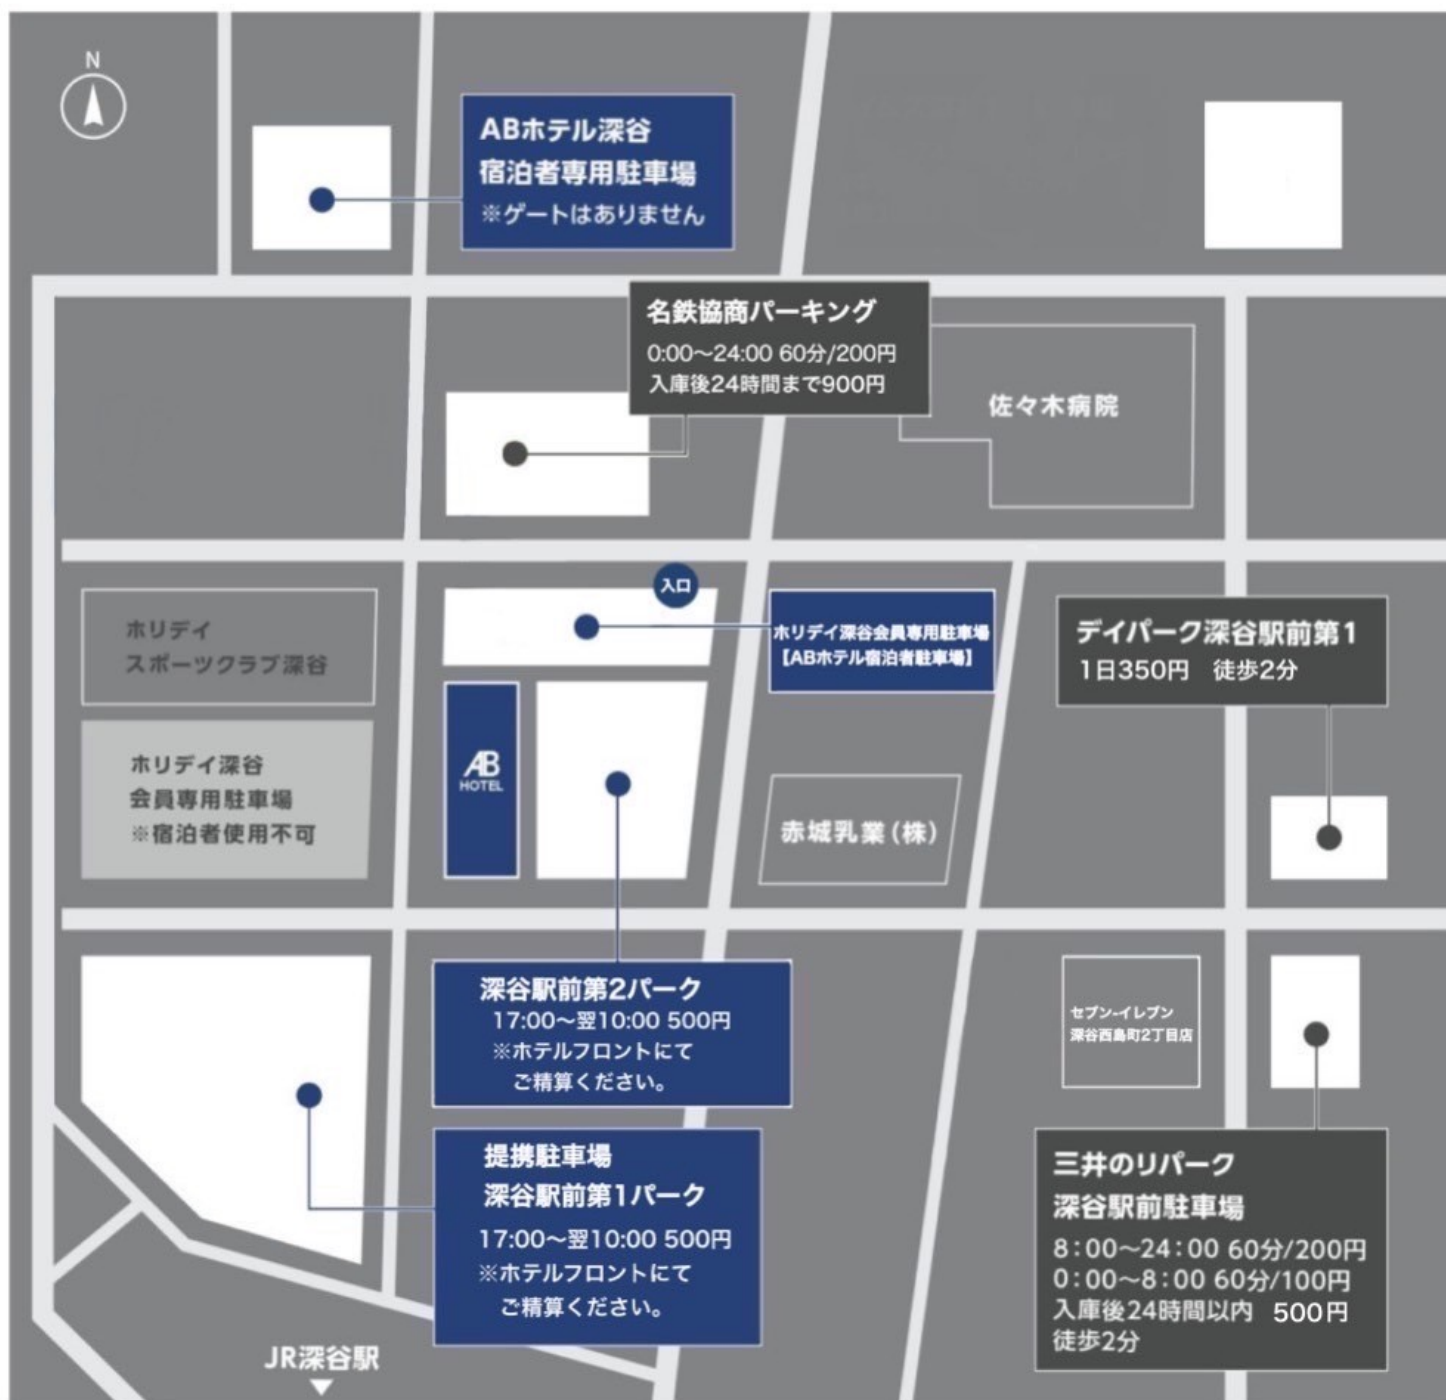 N
ABホテル深谷
宿泊者専用駐車場
※ゲートはありません
名鉄協商パーキング
0:00～24:00 60分/200円
入庫後24時間まで900円
佐々木病院
入口
ホリデイ
スポーツクラブ深谷
ホリデイ深谷会員専用駐車場
【ABホテル宿泊者駐車場】
デイパーク深谷駅前第1
1日350円　徒歩2分
ホリデイ深谷
会員専用駐車場
※宿泊者使用不可
AB
HOTEL
赤城乳業(株)
深谷駅前第2パーク
17:00～翌10:00 500円
※ホテルフロントにて
ご精算ください。
セブン-イレブン
深谷西島町2丁目店
提携駐車場
深谷駅前第1パーク
17:00～翌10:00 500円
※ホテルフロントにて
ご精算ください。
三井のリパーク
深谷駅前駐車場
8：00～24：00 60分/200円
0：00～8：00 60分/100円
入庫後24時間以内　500円
徒歩2分
JR深谷駅